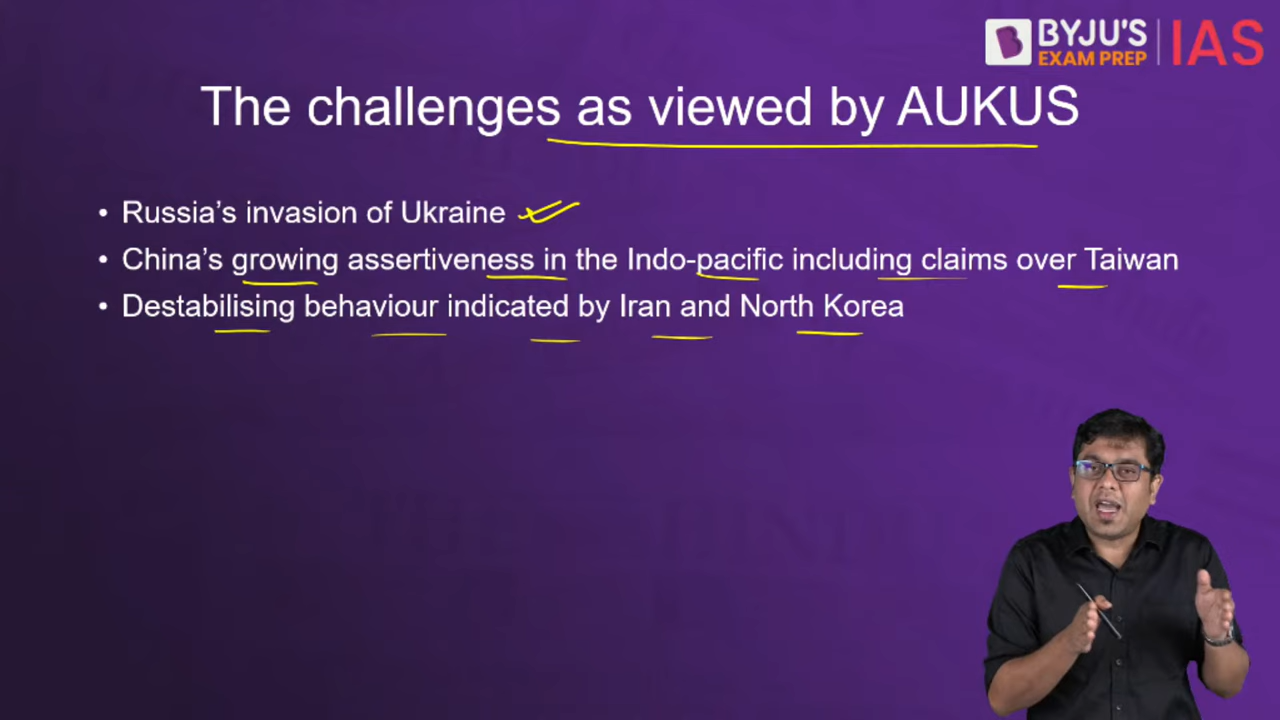 BYJU'S
EXAM PREP
IAS
The challenges as viewed by AUKUS
• Russia’s invasion of Ukraine
• China’s growing assertiveness in the Indo-pacific including claims over Taiwan
• Destabilising behaviour indicated by Iran and North Korea